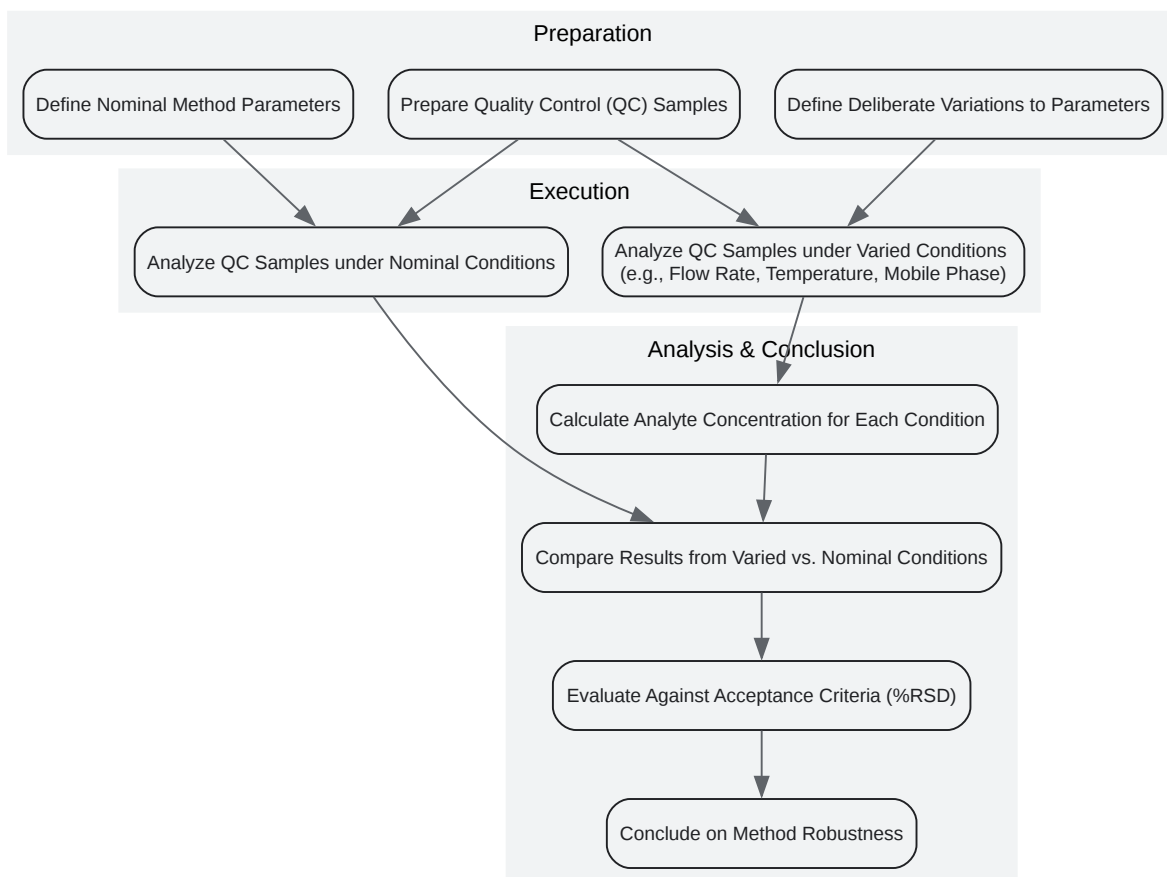 Preparation
Define Nominal Method Parameters
Prepare Quality Control (QC) Samples
Define Deliberate Variations to Parameters
Execution
Analyze QC Samples under Nominal Conditions
Analyze QC Samples under Varied Conditions
(e.g., Flow Rate, Temperature, Mobile Phase)
Analysis & Conclusion
Calculate Analyte Concentration for Each Condition
Compare Results from Varied vs. Nominal Conditions
Evaluate Against Acceptance Criteria (%RSD)
Conclude on Method Robustness